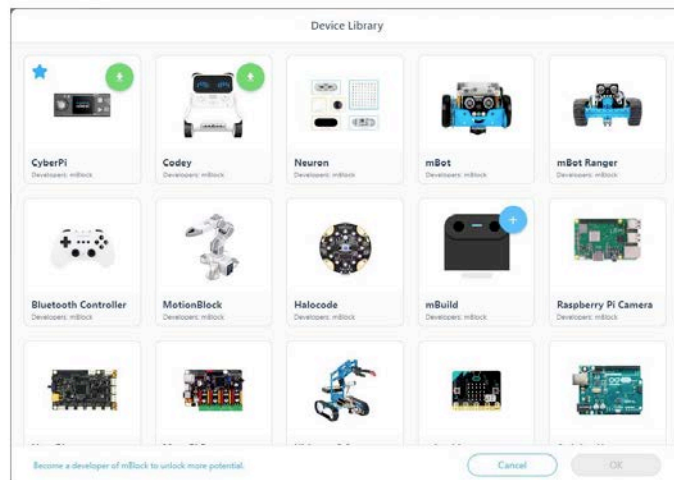 Device Library
CyberPi
Developers: mBlock
Codey
Developers: mBlock
Neuron
Developers: mBlock
mBot
Developers: mBlock
mBot Ranger
Developers: mBlock
Bluetooth Controller
Developers: mBlock
MotionBlock
Developers: mBlock
Halocode
Developers: mBlock
mBuild
Developers: mBlock
Raspberry Pi Camera
Developers: mBlock
Become a developer of mBlock to unlock more potential.
Cancel
OK